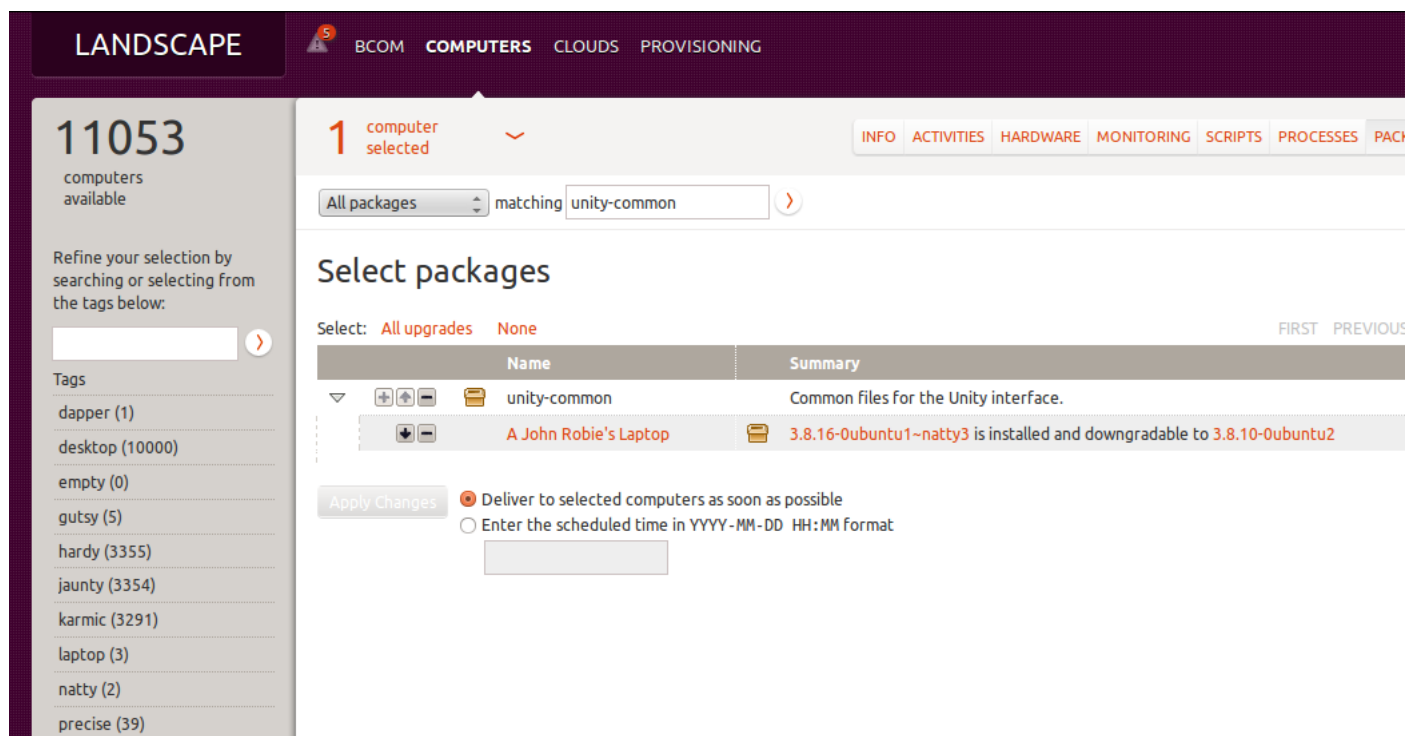 LANDSCAPE
5
BCOM COMPUTERS CLOUDS PROVISIONING
11053
computers
available
Refine your selection by
searching or selecting from
the tags below:
Tags
dapper (1)
desktop (10000)
empty (0)
gutsy (5)
hardy (3355)
jaunty (3354)
karmic (3291)
laptop (3)
natty (2)
precise (39)
1 computer
selected
INFO ACTIVITIES HARDWARE MONITORING SCRIPTS PROCESSES PACK
All packages matching unity-common
Select packages
Select: All upgrades None
FIRST PREVIOUS
Name Summary
unity-common Common files for the Unity interface.
A John Robie's Laptop 3.8.16-0ubuntu1~natty3 is installed and downgradable to 3.8.10-0ubuntu2
Apply Changes Deliver to selected computers as soon as possible
Enter the scheduled time in YYYY-MM-DD HH:MM format